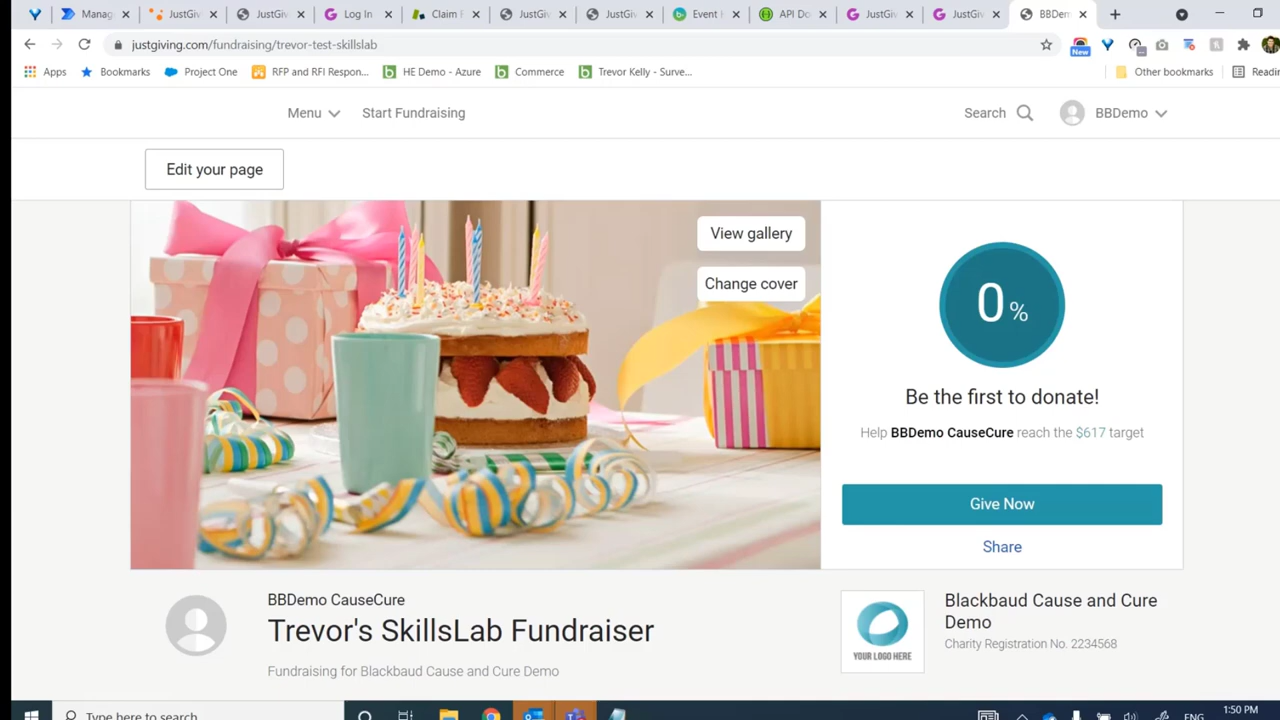 Manag
JustGiv
JustGiv
Log In
Claim F
JustGiv
JustGiv
Event
API Do
JustGiv
JustGiv
BBDem
justgiving.com/fundraising/trevor-test-skillslab
New
Apps
Bookmarks
Project One
RFP and RFI Respon...
HE Demo - Azure
Commerce
Trevor Kelly - Surve...
Other bookmarks
Readin
Menu
Start Fundraising
Search
BBDemo
Edit your page
View gallery
Change cover
0 %
Be the first to donate!
Help BBDemo CauseCure reach the $617 target
Give Now
Share
BBDemo CauseCure
Trevor's SkillsLab Fundraiser
Fundraising for Blackbaud Cause and Cure Demo
YOUR LOGO HERE
Blackbaud Cause and Cure
Demo
Charity Registration No. 2234568
Type here to search
ENG
1:50 PM